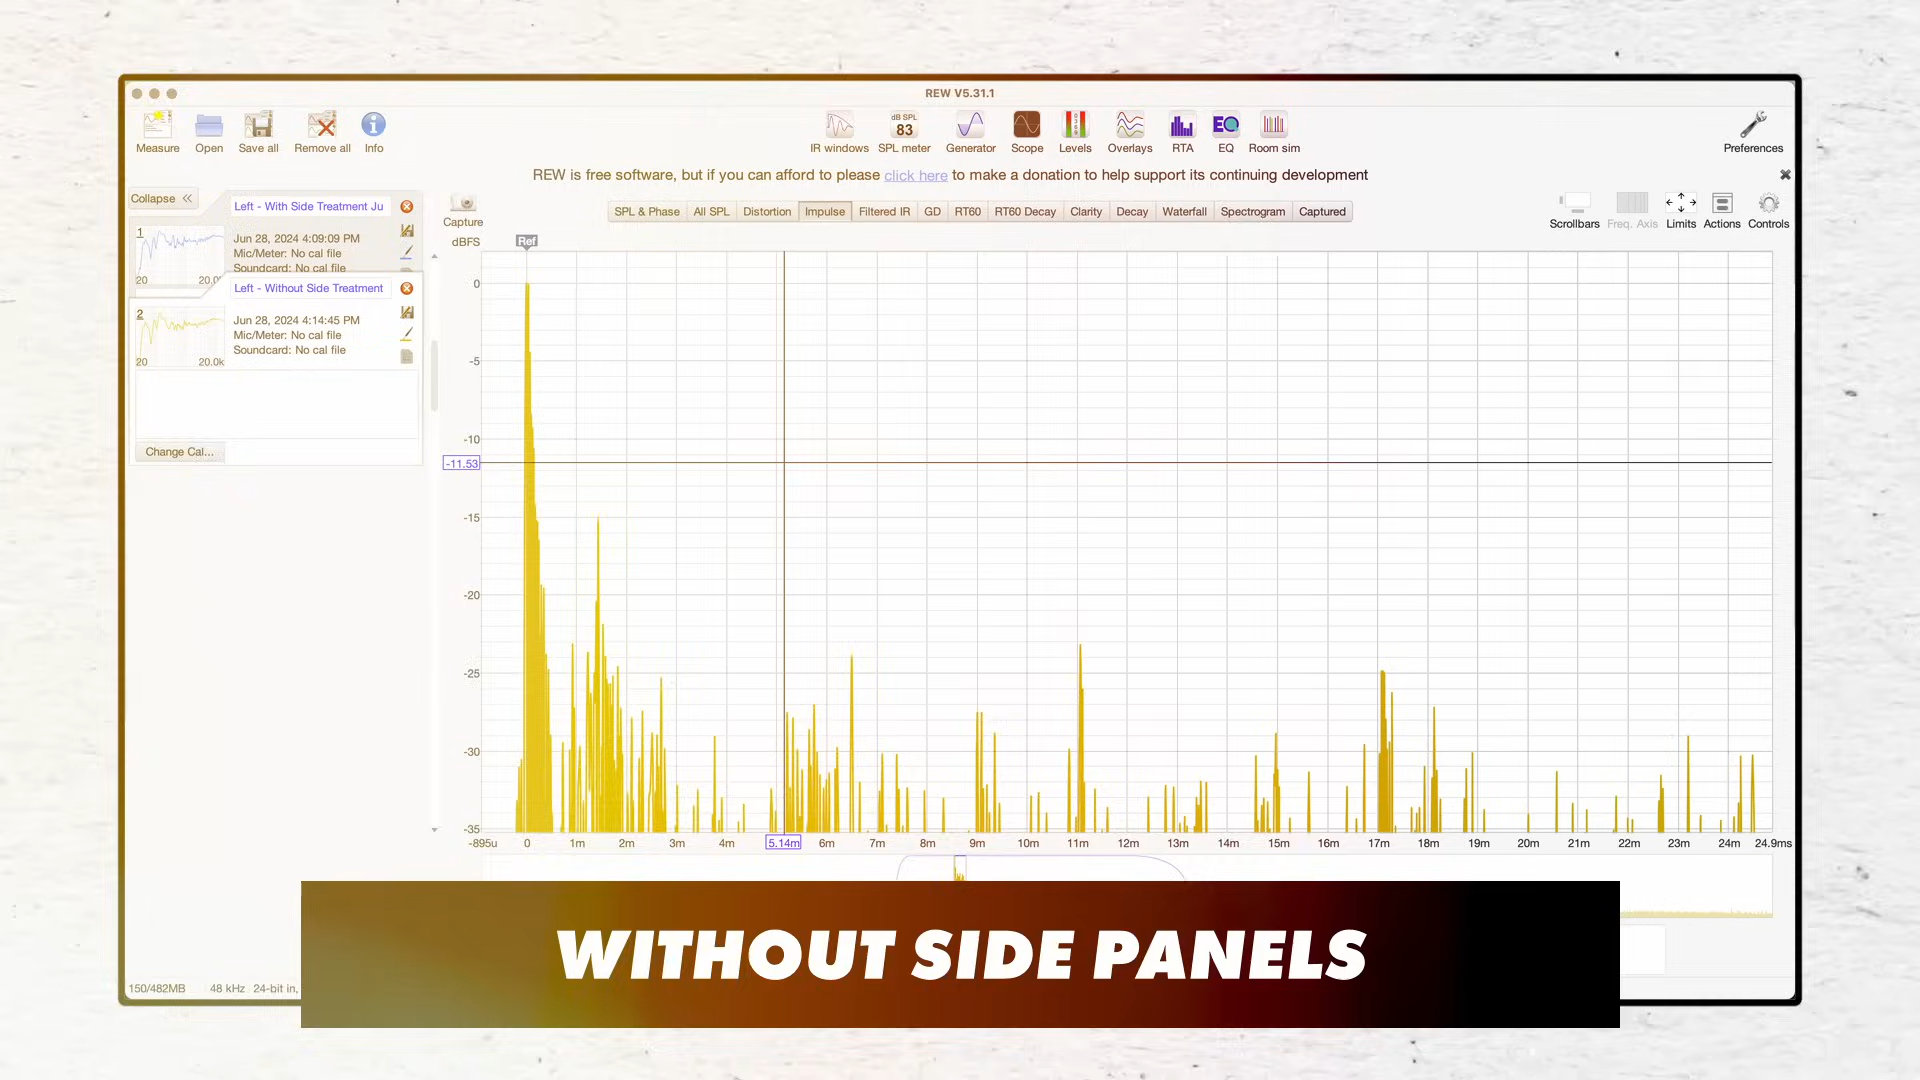 REW V5.31.1
Measure Open Save all Remove all Info
IR windows SPL meter Generator Scope Levels Overlays RTA EQ Room sim
dB SPL
83
EQ
Preferences
REW is free software, but if you can afford to please click here to make a donation to help support its continuing development
Collapse
1
20 20.0
Left - With Side Treatment Ju
Jun 28, 2024 4:09:09 PM
Mic/Meter: No cal file
Soundcard: No cal file
2
20 20.0k
Left - Without Side Treatment
Jun 28, 2024 4:14:45 PM
Mic/Meter: No cal file
Soundcard: No cal file
Change Cal...
Capture
SPL & Phase All SPL Distortion Impulse Filtered IR GD RT60 RT60 Decay Clarity Decay Waterfall Spectrogram Captured
Scrollbars Freq. Axis Limits Actions Controls
dBFS
Ref
0
-5
-10
-11.53
-15
-20
-25
-30
-35
-895u 0 1m 2m 3m 4m 5.14m 6m 7m 8m 9m 10m 11m 12m 13m 14m 15m 16m 17m 18m 20m 21m 22m 23m 24m 24.9ms
WITHOUT SIDE PANELS
150/482MB 48 kHz 24-bit in,